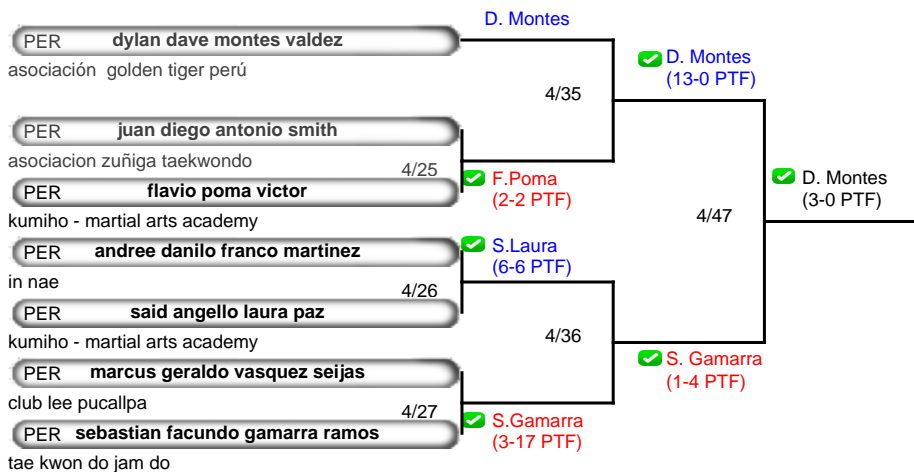 D. Montes
PER dylan dave montes valdez
asociación golden tiger perú
D. Montes
(13-0 PTF)
4/35
PER juan diego antonio smith
asociacion zuñiga taekwondo
4/25
F.Poma
(2-2 PTF)
D. Montes
(3-0 PTF)
PER flavio poma victor
kumiho - martial arts academy
4/47
PER andree danilo franco martinez
in nae
S.Laura
(6-6 PTF)
4/26
PER said angello laura paz
kumiho - martial arts academy
4/36
S. Gamarra
(1-4 PTF)
PER marcus geraldo vasquez seijas
club lee pucallpa
4/27
S.Gamarra
(3-17 PTF)
PER sebastian facundo gamarra ramos
tae kwon do jam do